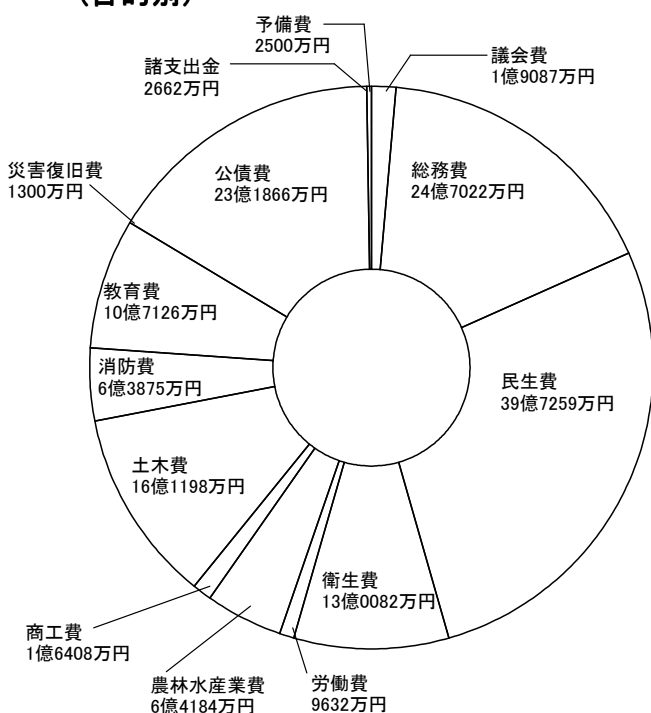 予備費
2500万円
議会費
1億9087万円
諸支出金
2662万円
総務費
24億7022万円
公債費
23億1866万円
災害復旧費
1300万円
教育費
10億7126万円
民生費
39億7259万円
消防費
6億3875万円
土木費
16億1198万円
衛生費
13億0082万円
商工費
1億6408万円
農林水産業費
6億4184万円
労働費
9632万円